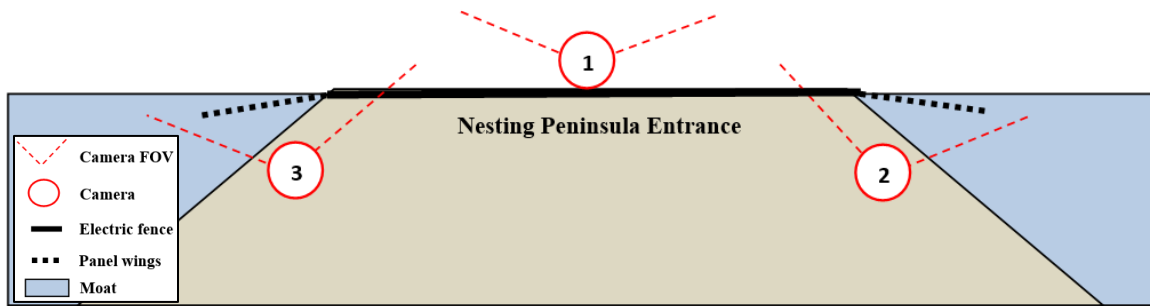 1
Nesting Peninsula Entrance
3
2
Camera FOV
Camera
Electric fence
Panel wings
Moat